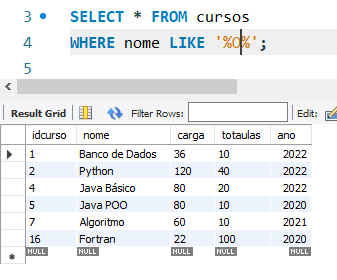 3 SELECT * FROM cursos
4 WHERE nome LIKE '%O%';
5
Result Grid Filter Rows: Edit:
idcurso nome carga totaulas ano
1 Banco de Dados 36 10 2022
2 Python 120 40 2022
4 Java Básico 80 20 2022
5 Java POO 80 10 2020
7 Algoritmo 60 10 2021
16 Fortran 22 100 2020
NULL NULL NULL NULL NULL